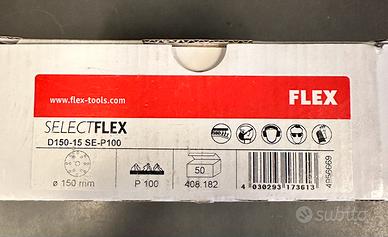 www.flex-tools.com
FLEX
SELECTFLEX
D150-15 SE-P100
ø 150 mm
P 100
50
408.182
4 030293 173613
4956669
subito